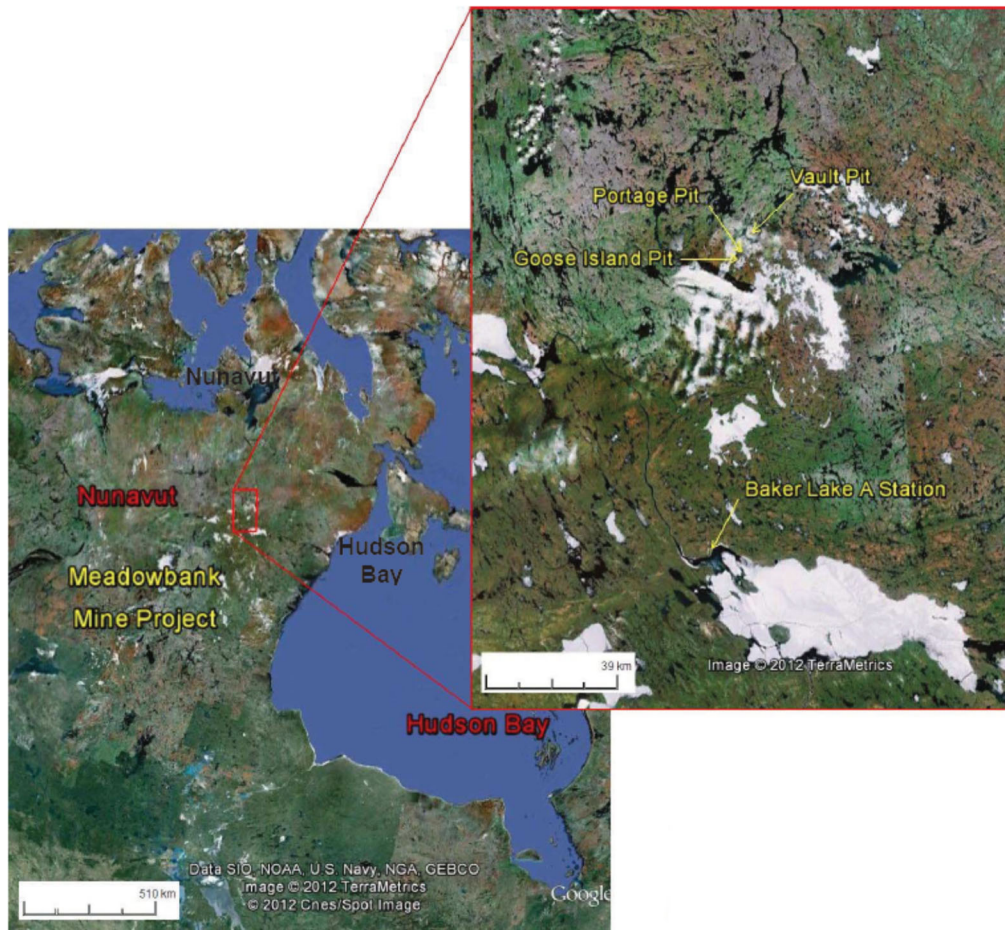 Vault Pit
Portage Pit
Goose Island Pit
Baker Lake A Station
Image © 2012 TerraMetrics
39 km
Nunavut
Nunavut
Hudson
Bay
Meadowbank
Mine Project
Hudson Bay
Data SIO, NOAA, U.S. Navy, NGA, GEBCO
Image © 2012 TerraMetrics
© 2012 Cnes/Spot Image
Google
510 km